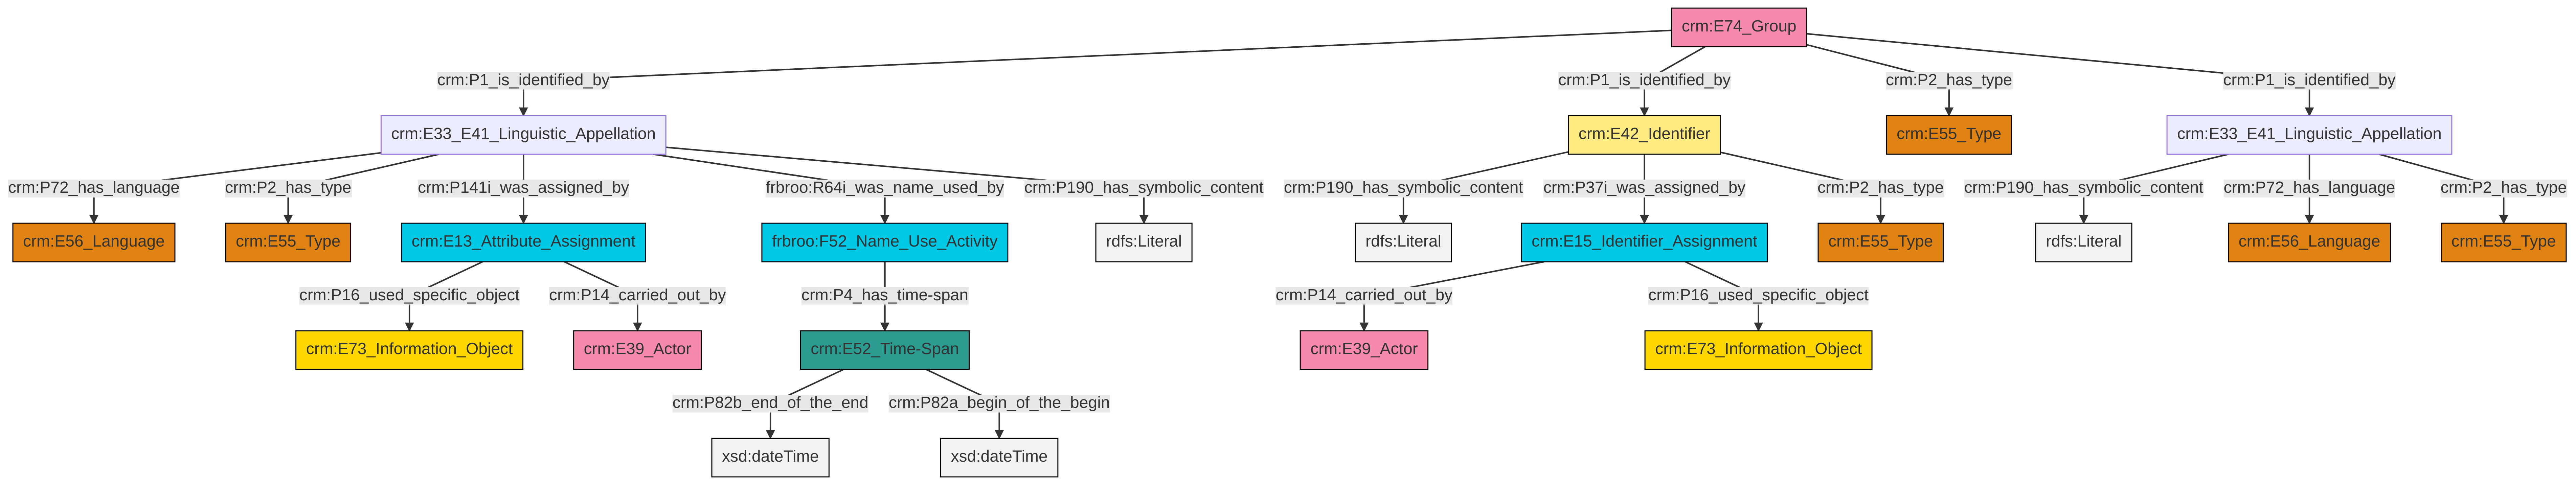 crm:E74_Group
crm:P1_is_identified_by
crm:P1_is_identified_by
crm:P2_has_type
crm:P1_is_identified_by
crm:E33_E41_Linguistic_Appellation
crm:E42_Identifier
crm:E55_Type
crm:E33_E41_Linguistic_Appellation
crm:P72_has_language
crm:P2_has_type
crm:P141i_was_assigned_by
frbroo:R64i_was_name_used_by
crm:P190_has_symbolic_content
crm:P190_has_symbolic_content
crm:P37i_was_assigned_by
crm:P2_has_type
crm:P190_has_symbolic_content
crm:P72_has_language
crm:P2_has_type
crm:E56_Language
crm:E55_Type
crm:E13_Attribute_Assignment
frbroo:F52_Name_Use_Activity
rdfs:Literal
rdfs:Literal
crm:E15_Identifier_Assignment
crm:E55_Type
rdfs:Literal
crm:E56_Language
crm:E55_Type
crm:P16_used_specific_object
crm:P14_carried_out_by
crm:P4_has_time-span
crm:P14_carried_out_by
crm:P16_used_specific_object
crm:E73_Information_Object
crm:E39_Actor
crm:E52_Time-Span
crm:E39_Actor
crm:E73_Information_Object
crm:P82b_end_of_the_end
crm:P82a_begin_of_the_begin
xsd:dateTime
xsd:dateTime